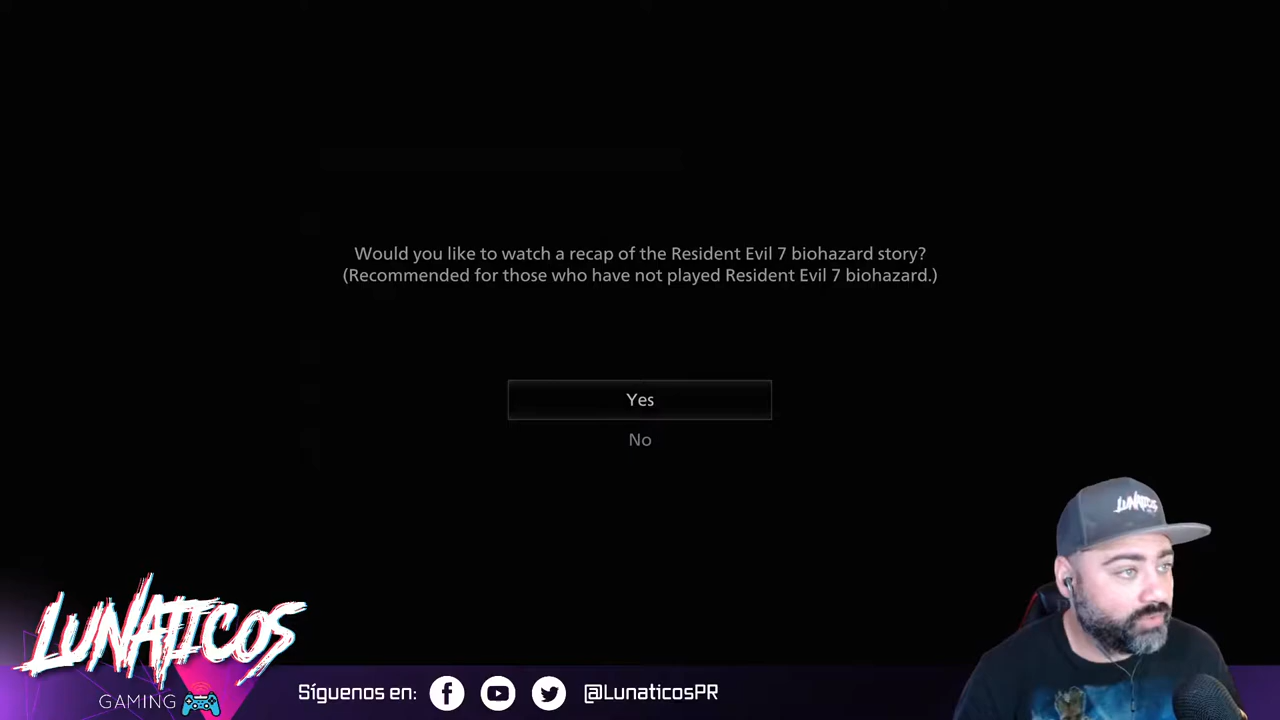 Would you like to watch a recap of the Resident Evil 7 biohazard story?
(Recommended for those who have not played Resident Evil 7 biohazard.)
Yes
No
LUNATICOS
LUNATICOS
GAMING
Síguenos en: @LunaticosPR